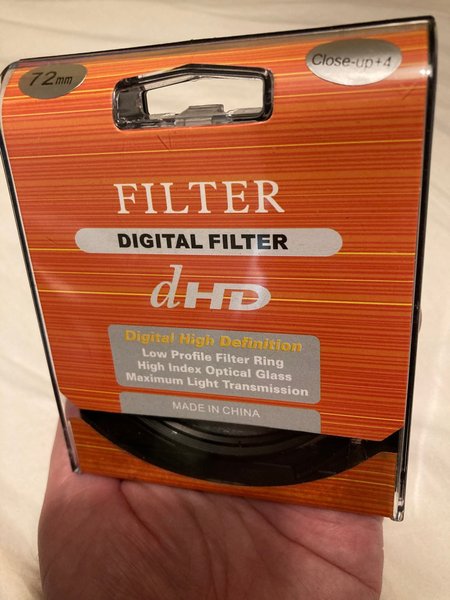 72mm
Close-up+4
FILTER
DIGITAL FILTER
dHD
Digital High Definition
Low Profile Filter Ring
High Index Optical Glass
Maximum Light Transmission
MADE IN CHINA